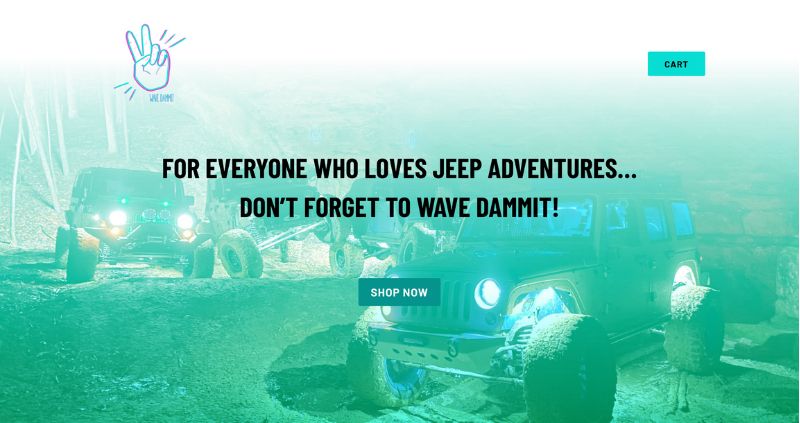 WAVE DAMMIT
CART
FOR EVERYONE WHO LOVES JEEP ADVENTURES...
DON'T FORGET TO WAVE DAMMIT!
SHOP NOW